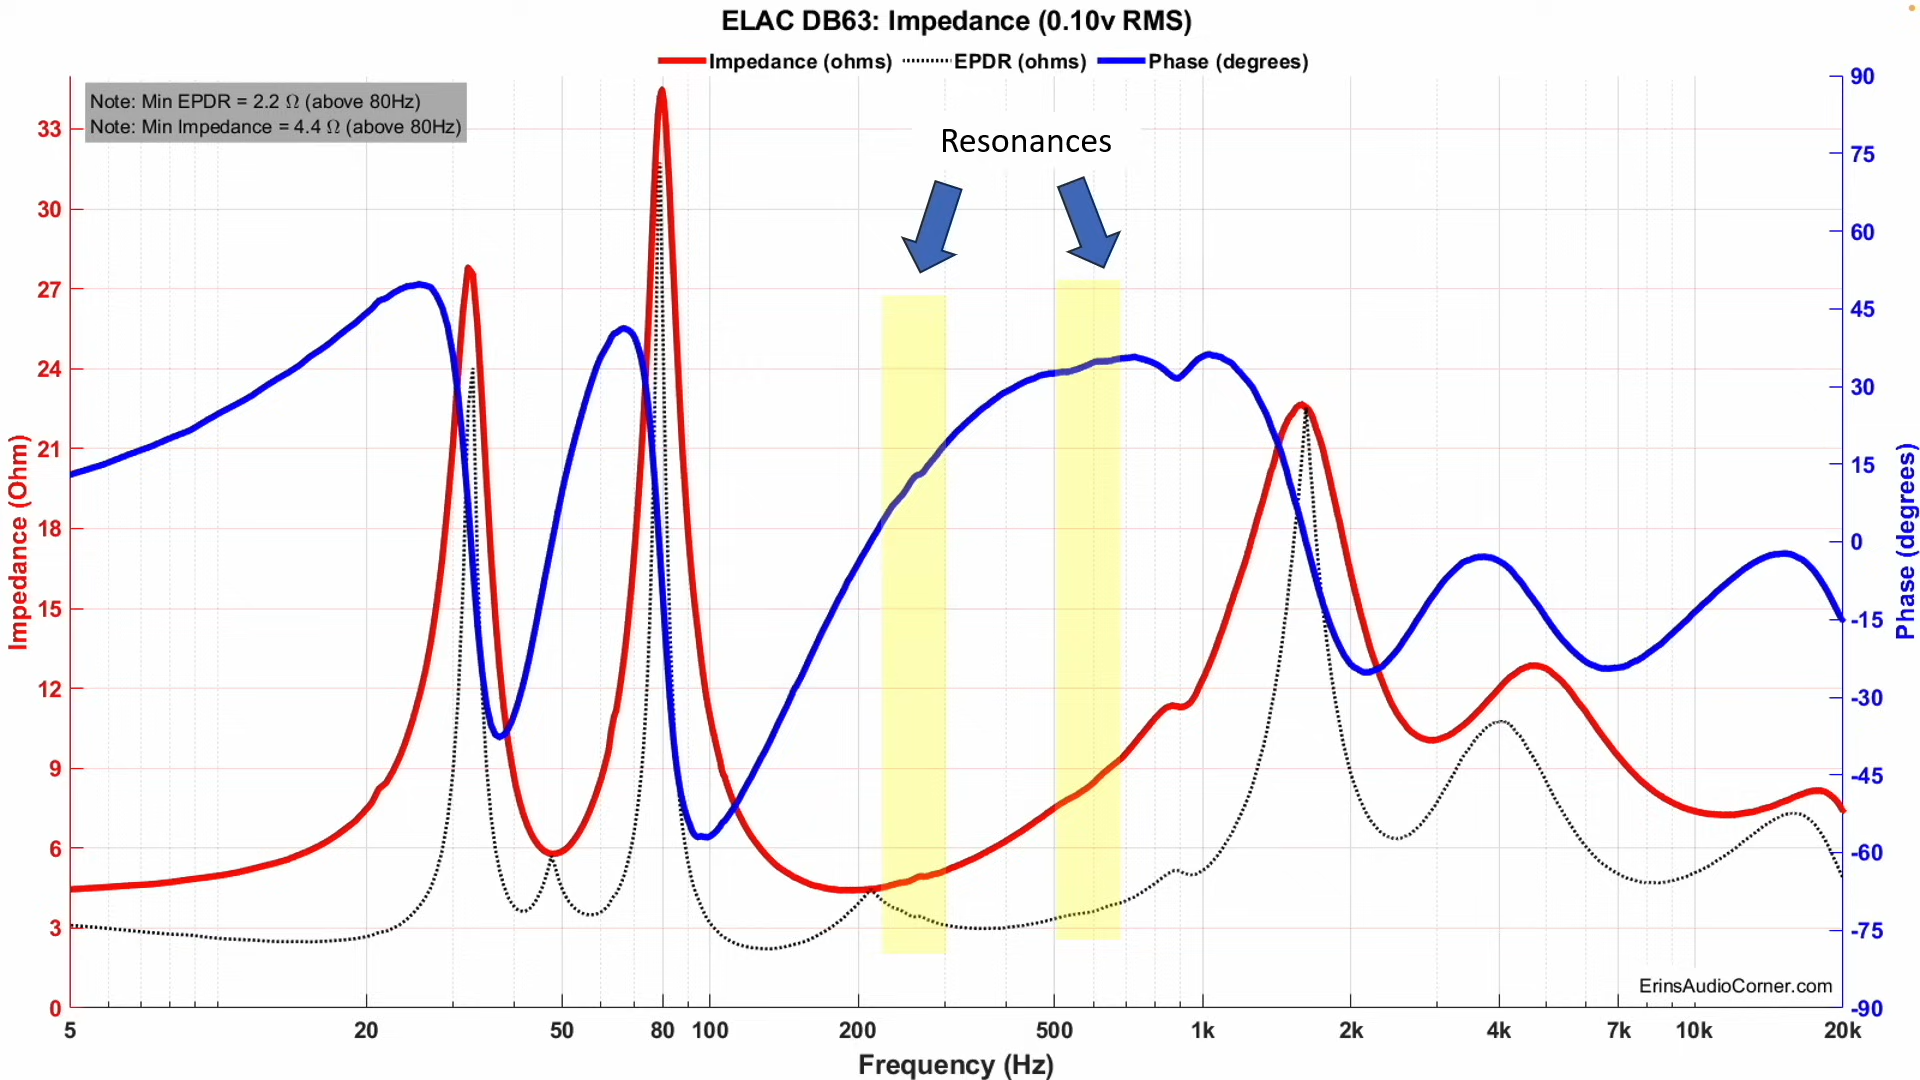 ELAC DB63: Impedance (0.10v RMS)
Impedance (ohms) EPDR (ohms) Phase (degrees)
Note: Min EPDR = 2.2 Ω (above 80Hz)
Note: Min Impedance = 4.4 Ω (above 80Hz)
Resonances
Impedance (Ohm)
33
30
27
24
21
18
15
12
9
6
3
0
90
75
60
45
30
15
0
-15
-30
-45
-60
-75
-90
Phase (degrees)
ErinsAudioCorner.com
5 20 50 80 100 200 500 1k 2k 4k 7k 10k 20k
Frequency (Hz)